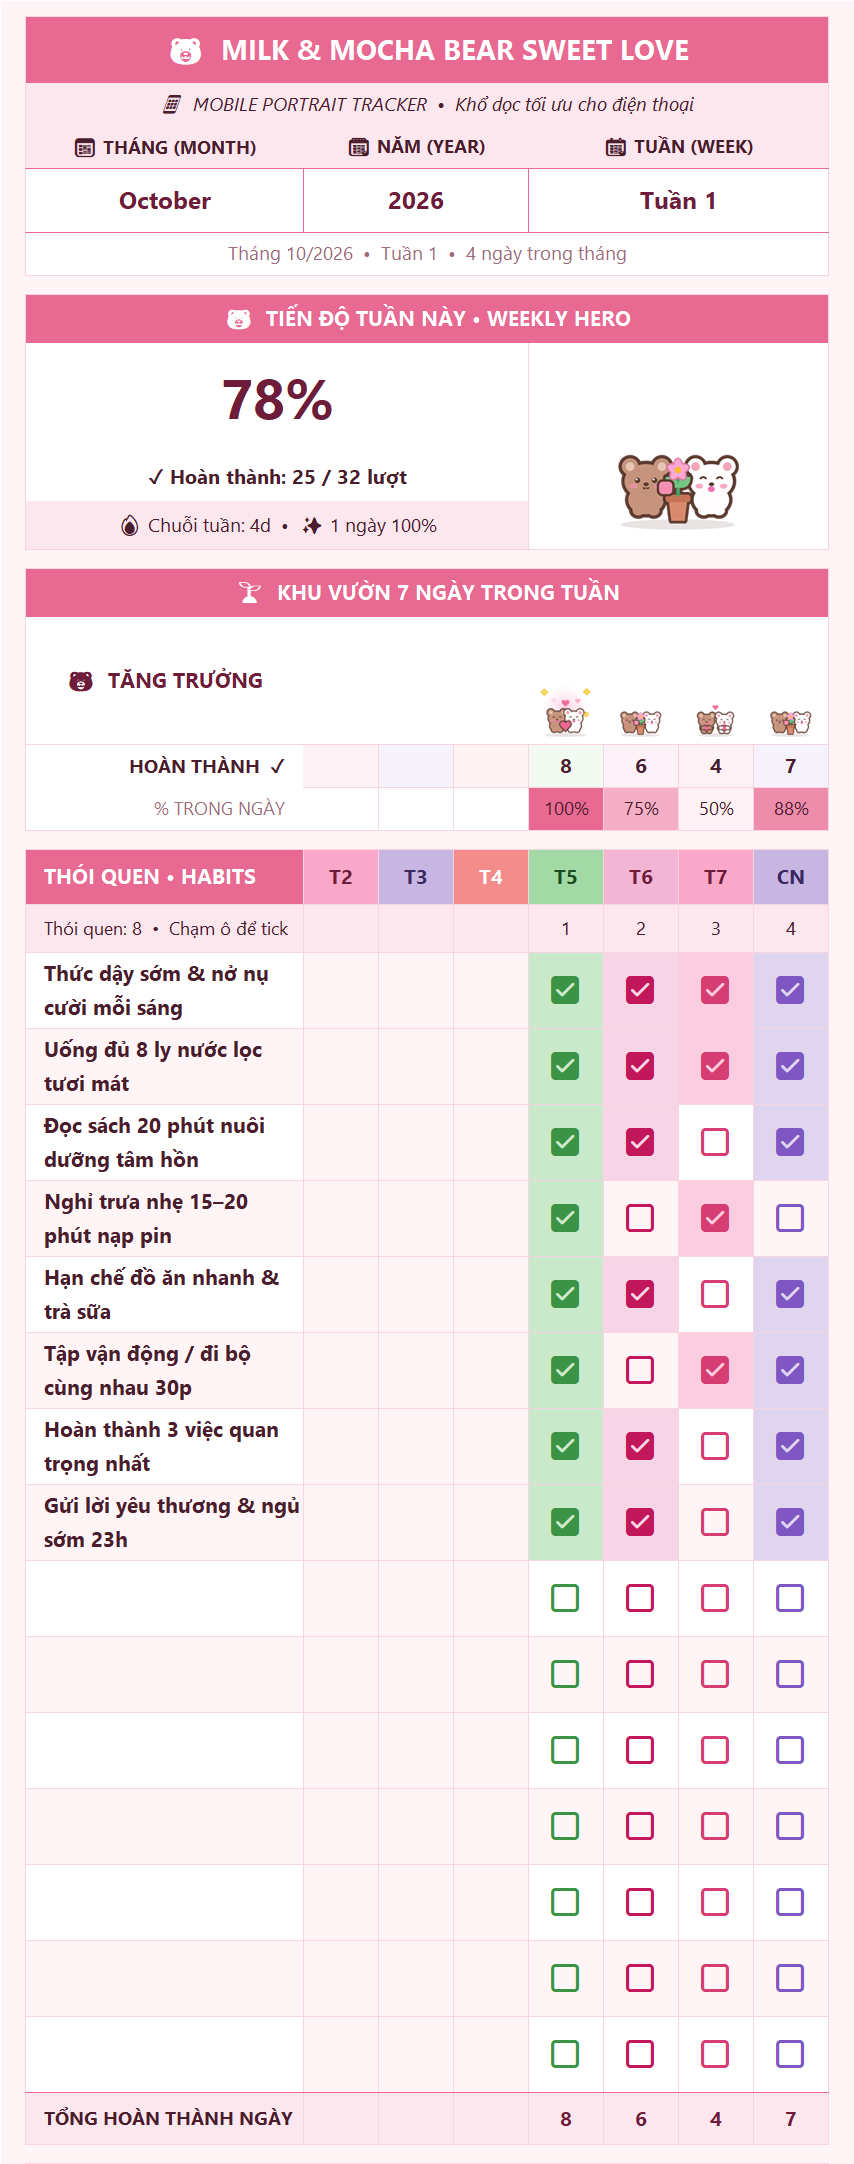 MILK & MOCHA BEAR SWEET LOVE
MOBILE PORTRAIT TRACKER • Khổ dọc tối ưu cho điện thoại
THÁNG (MONTH) NĂM (YEAR) TUẦN (WEEK)
October 2026 Tuần 1
Tháng 10/2026 • Tuần 1 • 4 ngày trong tháng
TIẾN ĐỘ TUẦN NÀY • WEEKLY HERO
78%
✓ Hoàn thành: 25 / 32 lượt
Chuỗi tuần: 4d • 1 ngày 100%
KHU VƯỜN 7 NGÀY TRONG TUẦN
TĂNG TRƯỞNG
HOÀN THÀNH ✓ 8 6 4 7
% TRONG NGÀY 100% 75% 50% 88%
THÓI QUEN • HABITS T2 T3 T4 T5 T6 T7 CN
Thói quen: 8 • Chạm ô để tick 1 2 3 4
Thức dậy sớm & nở nụ
cười mỗi sáng
Uống đủ 8 ly nước lọc
tươi mát
Đọc sách 20 phút nuôi
dưỡng tâm hồn
Nghỉ trưa nhẹ 15–20
phút nạp pin
Hạn chế đồ ăn nhanh &
trà sữa
Tập vận động / đi bộ
cùng nhau 30p
Hoàn thành 3 việc quan
trọng nhất
Gửi lời yêu thương & ngủ
sớm 23h
TỔNG HOÀN THÀNH NGÀY 8 6 4 7